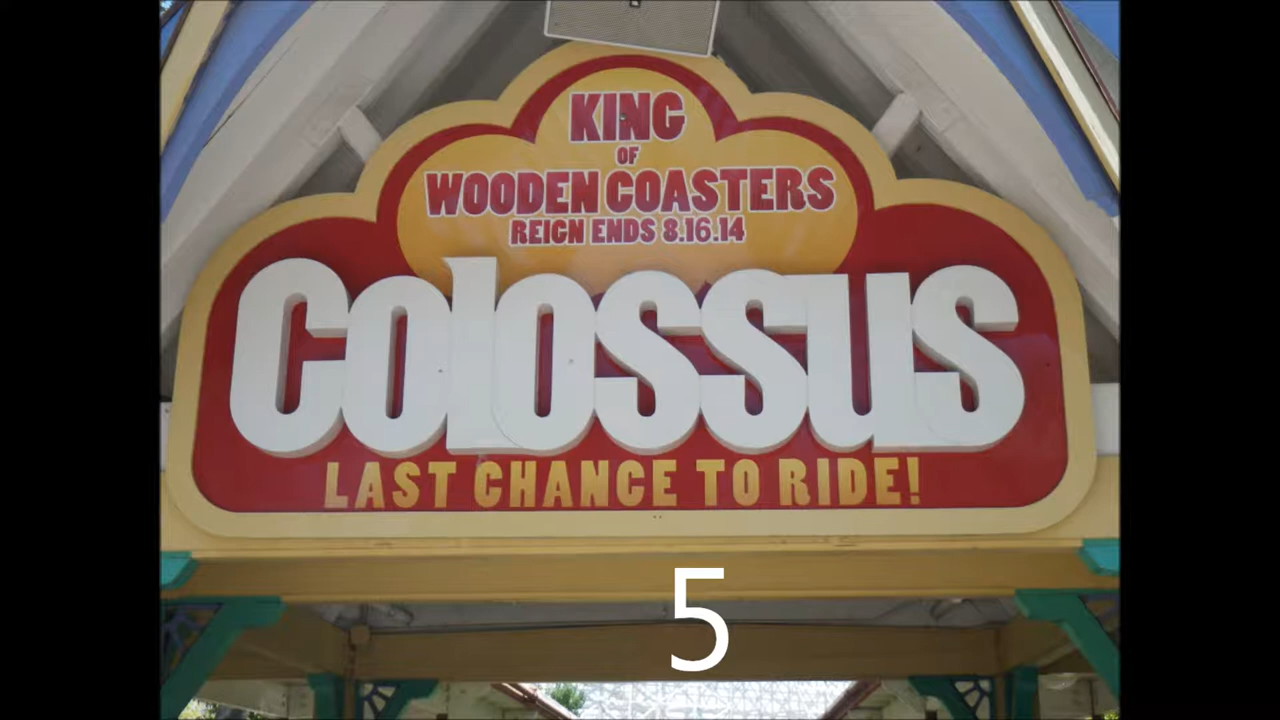 KING
OF
WOODEN COASTERS
REIGN ENDS 8.16.14
Colossus
LAST CHANCE TO RIDE!
5